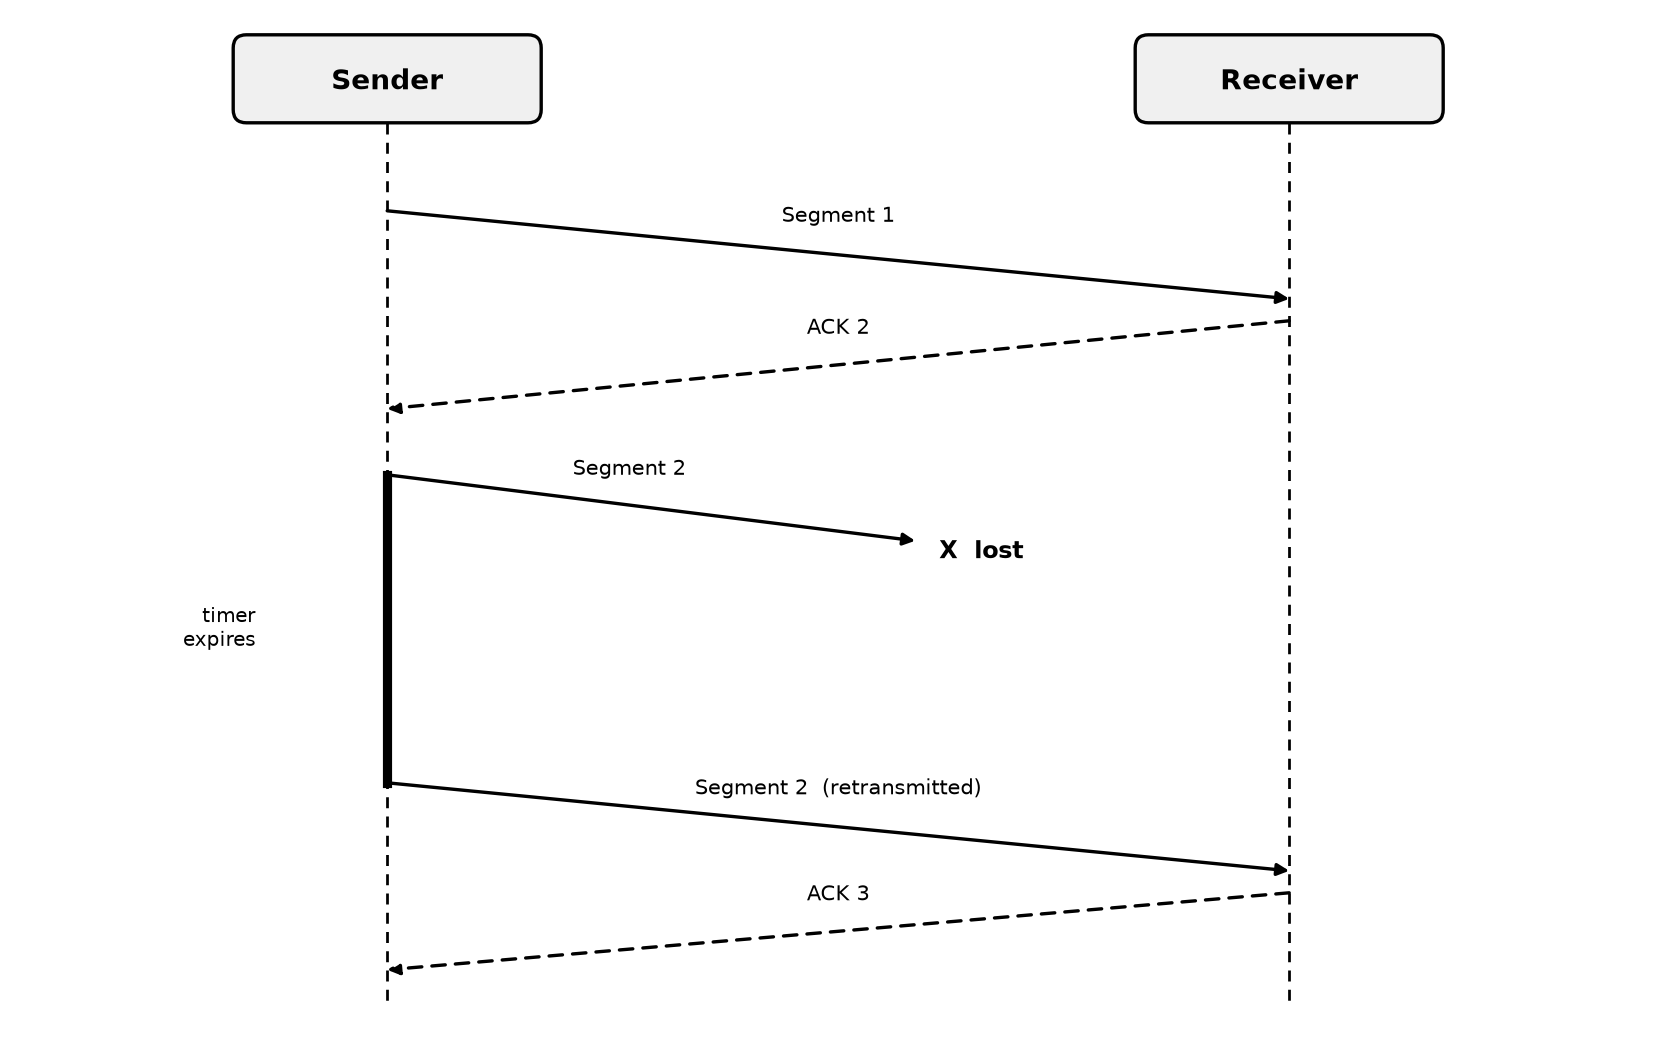 Sender
Receiver
Segment 1
ACK 2
Segment 2
X  lost
timer
expires
Segment 2  (retransmitted)
ACK 3